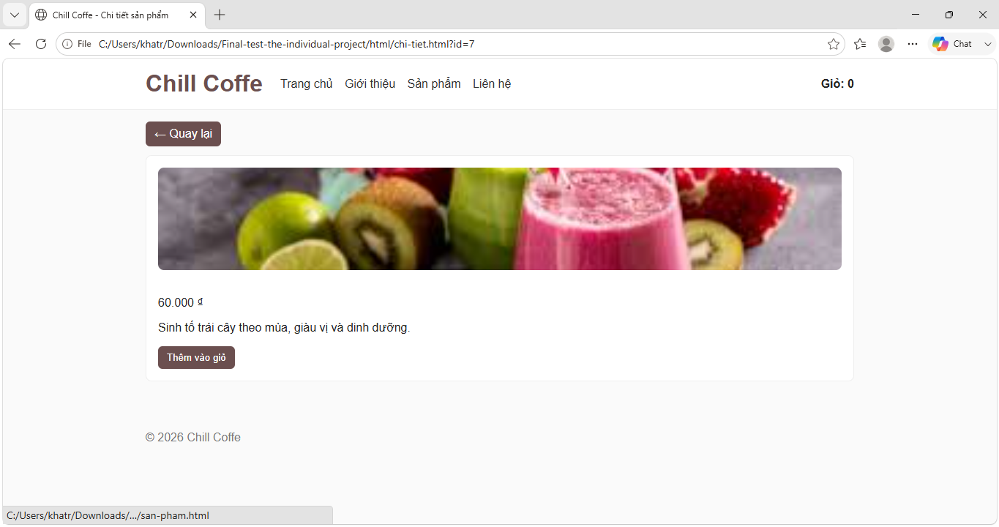 Chill Coffe - Chi tiết sản phẩm
File C:/Users/khatr/Downloads/Final-test-the-individual-project/html/chi-tiet.html?id=7
Chat
Chill Coffe Trang chủ Giới thiệu Sản phẩm Liên hệ Giỏ: 0
← Quay lại
60.000 ₫
Sinh tố trái cây theo mùa, giàu vị và dinh dưỡng.
Thêm vào giỏ
© 2026 Chill Coffe
C:/Users/khatr/Downloads/.../san-pham.html